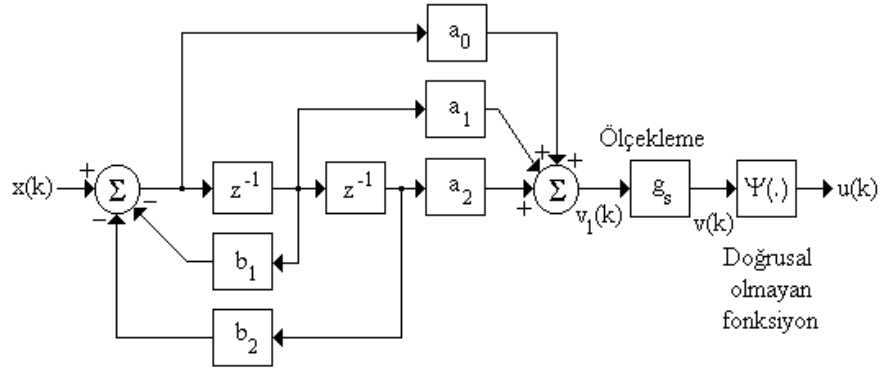 a₀
a₁
Ölçekleme
+
+
+
x(k)
+
Σ
z⁻¹
z⁻¹
a₂
+
Σ
v₁(k)
gₛ
v(k)
Ψ(.)
u(k)
−
−
b₁
b₂
Doğrusal
olmayan
fonksiyon